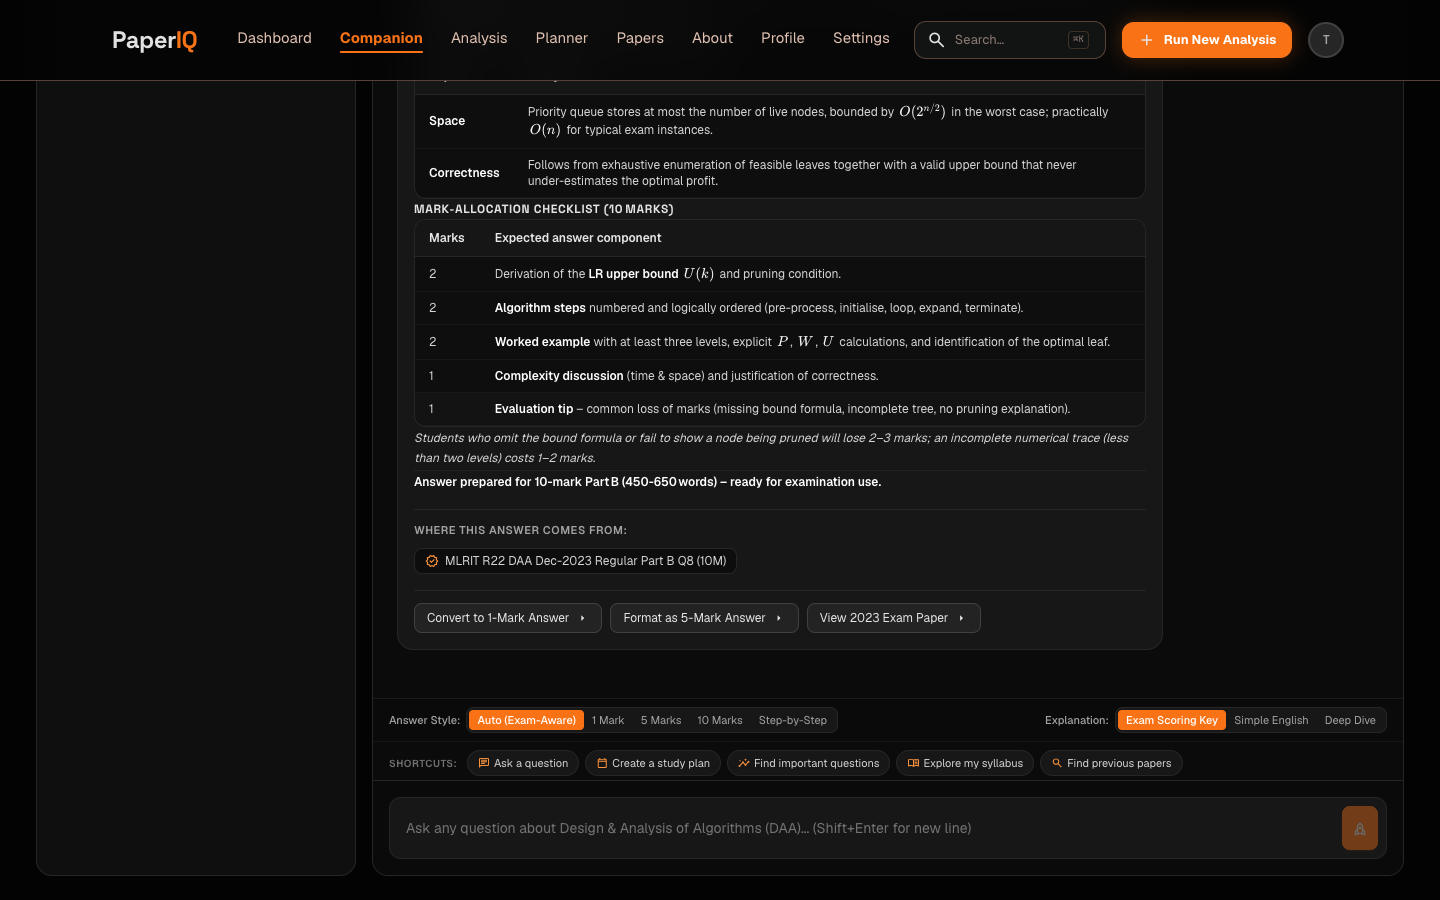 PaperIQ Dashboard Companion Analysis Planner Papers About Profile Settings Search... ⌘K + Run New Analysis T
Space Priority queue stores at most the number of live nodes, bounded by O(2^{n/2}) in the worst case; practically
O(n) for typical exam instances.
Correctness Follows from exhaustive enumeration of feasible leaves together with a valid upper bound that never
under-estimates the optimal profit.
MARK-ALLOCATION CHECKLIST (10 MARKS)
Marks Expected answer component
2 Derivation of the LR upper bound U(k) and pruning condition.
2 Algorithm steps numbered and logically ordered (pre-process, initialise, loop, expand, terminate).
2 Worked example with at least three levels, explicit P, W, U calculations, and identification of the optimal leaf.
1 Complexity discussion (time & space) and justification of correctness.
1 Evaluation tip – common loss of marks (missing bound formula, incomplete tree, no pruning explanation).
Students who omit the bound formula or fail to show a node being pruned will lose 2–3 marks; an incomplete numerical trace (less
than two levels) costs 1–2 marks.
Answer prepared for 10-mark Part B (450-650 words) – ready for examination use.
WHERE THIS ANSWER COMES FROM:
MLRIT R22 DAA Dec-2023 Regular Part B Q8 (10M)
Convert to 1-Mark Answer Format as 5-Mark Answer View 2023 Exam Paper
Answer Style: Auto (Exam-Aware) 1 Mark 5 Marks 10 Marks Step-by-Step Explanation: Exam Scoring Key Simple English Deep Dive
SHORTCUTS: Ask a question Create a study plan Find important questions Explore my syllabus Find previous papers
Ask any question about Design & Analysis of Algorithms (DAA)... (Shift+Enter for new line)